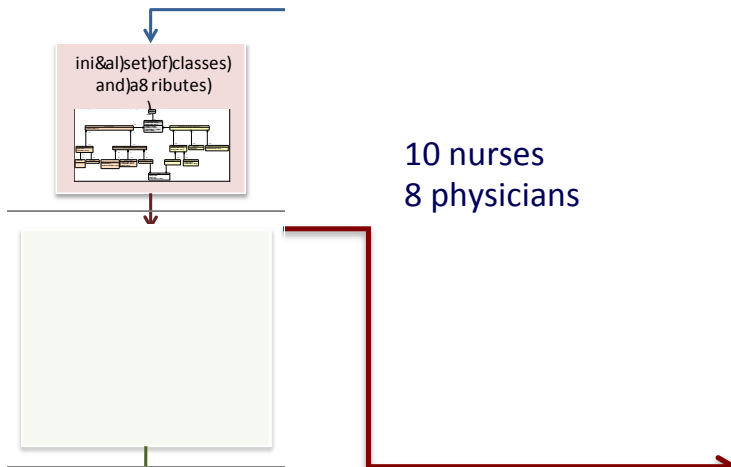 ini&al)set)of)classes)
and)a8ributes)
10 nurses
8 physicians